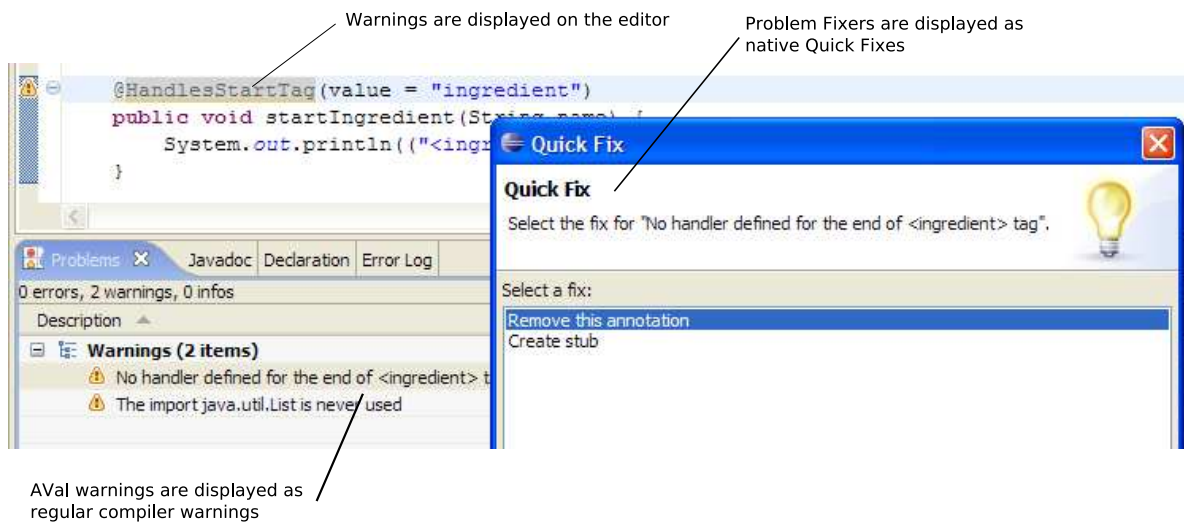 Warnings are displayed on the editor
Problem Fixers are displayed as
native Quick Fixes
@HandlesStartTag(value = "ingredient")
public void startIngredient(String name) {
System.out.println(("<ingr
}
Quick Fix
Quick Fix
Select the fix for "No handler defined for the end of <ingredient> tag".
Problems Javadoc Declaration Error Log
0 errors, 2 warnings, 0 infos
Description
Warnings (2 items)
No handler defined for the end of <ingredient> t
The import java.util.List is never used
Select a fix:
Remove this annotation
Create stub
AVal warnings are displayed as
regular compiler warnings